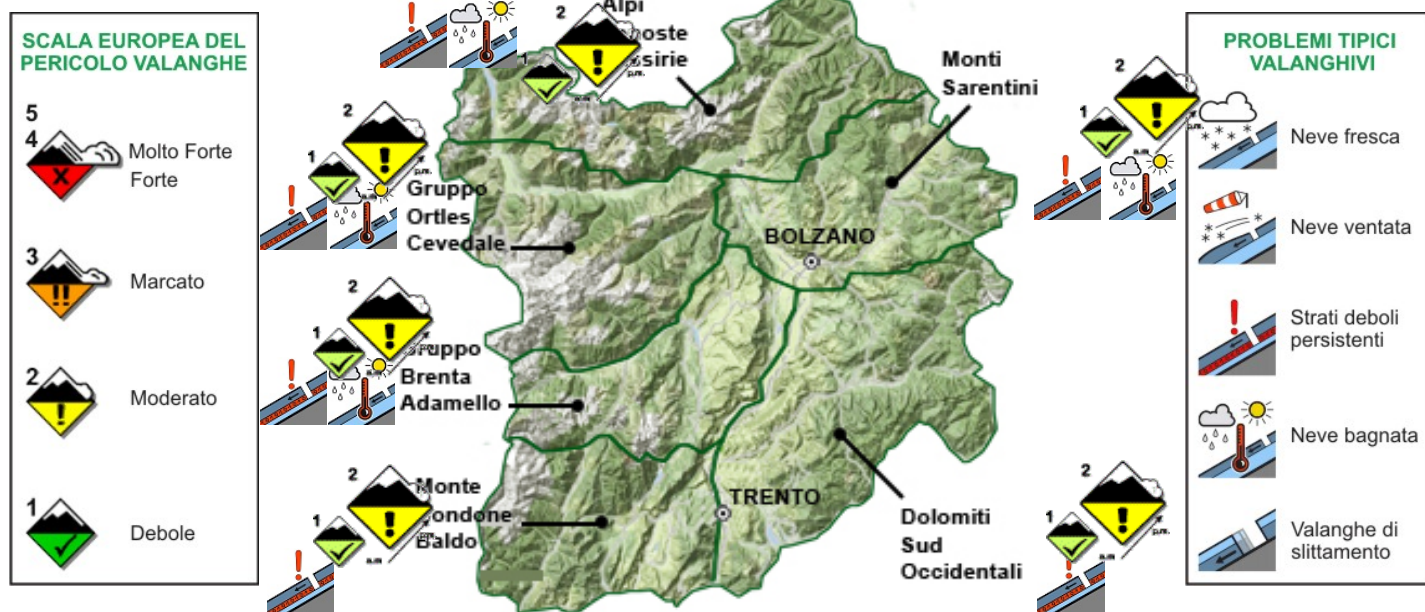 SCALA EUROPEA DEL
PERICOLO VALANGHE
5
4
Molto Forte
Forte
3
Marcato
2
Moderato
1
Debole
2
Alpi
1
p.m.
a.m
Monti
Sarentini
2
1
p.m.
a.m
Gruppo
Ortles
Cevedale
BOLZANO
2
1
p.m.
a.m
2
1
Gruppo
Brenta
Adamello
2
1
Monte
Bondone
Baldo
p.m.
a.m
TRENTO
Dolomiti
Sud
Occidentali
2
1
p.m.
a.m
PROBLEMI TIPICI
VALANGHIVI
Neve fresca
Neve ventata
Strati deboli
persistenti
Neve bagnata
Valanghe di
slittamento